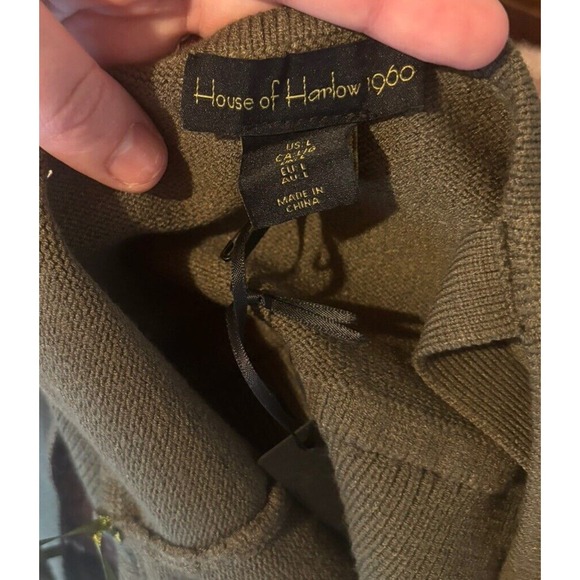 House of Harlow 1960
US: L
EU: L
AU: L
MADE IN
CHINA